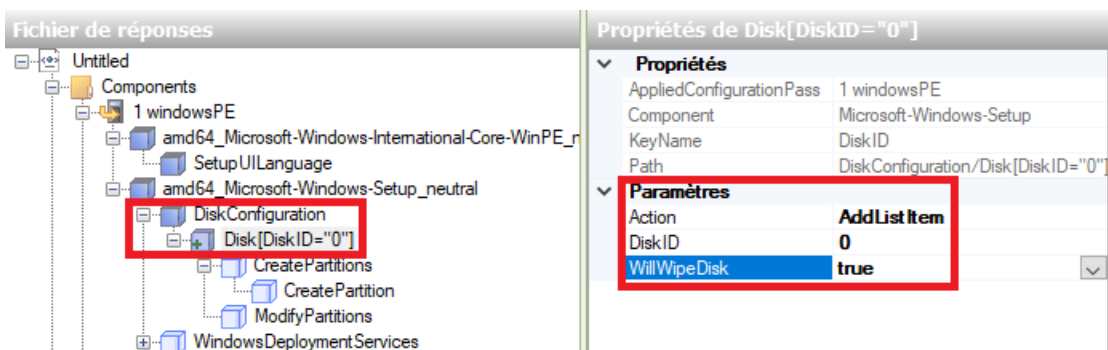 Fichier de réponses
Untitled
Components
1 windowsPE
amd64_Microsoft-Windows-International-Core-WinPE_n
SetupUILanguage
amd64_Microsoft-Windows-Setup_neutral
DiskConfiguration
Disk[DiskID="0"]
CreatePartitions
CreatePartition
ModifyPartitions
WindowsDeploymentServices
Propriétés de Disk[DiskID="0"]
Propriétés
AppliedConfigurationPass 1 windowsPE
Component Microsoft-Windows-Setup
KeyName DiskID
Path DiskConfiguration/Disk[DiskID="0"]
Paramètres
Action AddListItem
DiskID 0
WillWipeDisk true